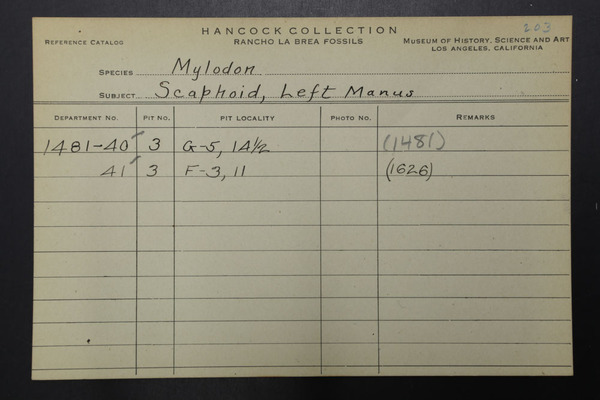 HANCOCK COLLECTION 203
REFERENCE CATALOG RANCHO LA BREA FOSSILS MUSEUM OF HISTORY, SCIENCE AND ART
LOS ANGELES, CALIFORNIA
SPECIES Mylodon
SUBJECT Scaphoid, Left Manus
DEPARTMENT NO. PIT NO. PIT LOCALITY PHOTO NO. REMARKS
1481-40 3 G-5, 14½ (1481)
41 3 F-3, 11 (1626)